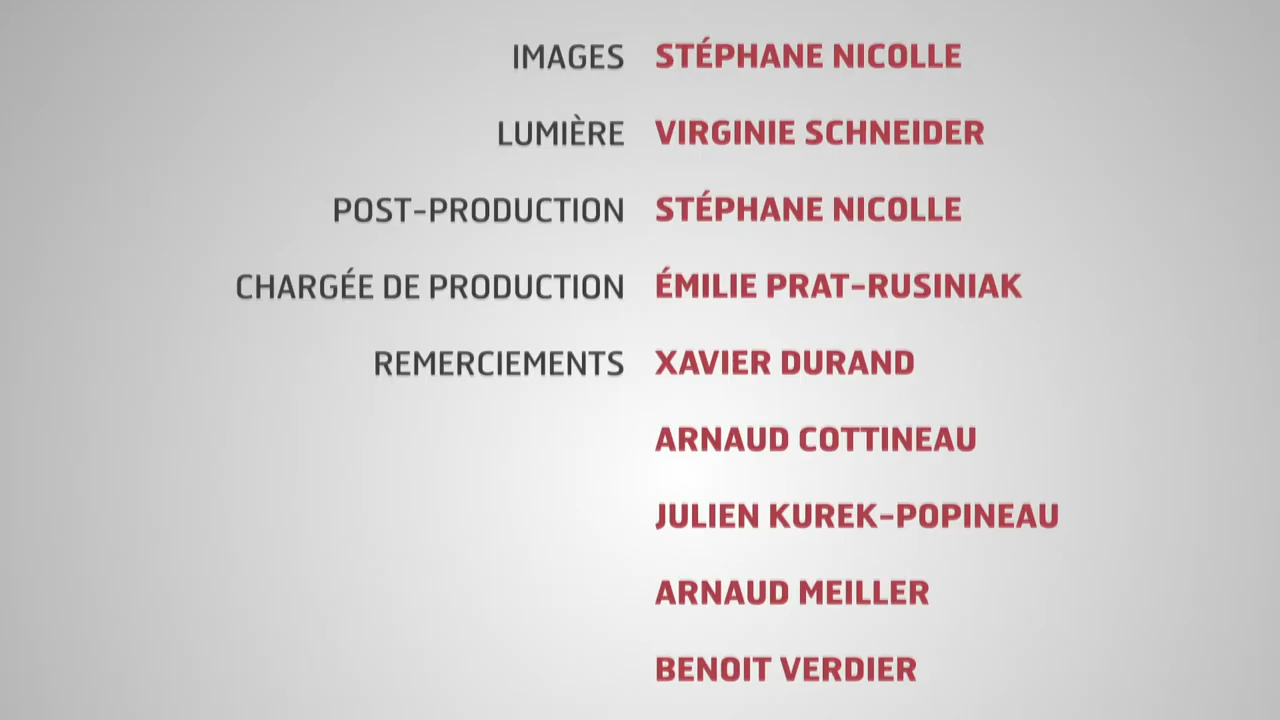 IMAGES STÉPHANE NICOLLE
LUMIÈRE VIRGINIE SCHNEIDER
POST-PRODUCTION STÉPHANE NICOLLE
CHARGÉE DE PRODUCTION ÉMILIE PRAT-RUSINIAK
REMERCIEMENTS XAVIER DURAND
ARNAUD COTTINEAU
JULIEN KUREK-POPINEAU
ARNAUD MEILLER
BENOIT VERDIER